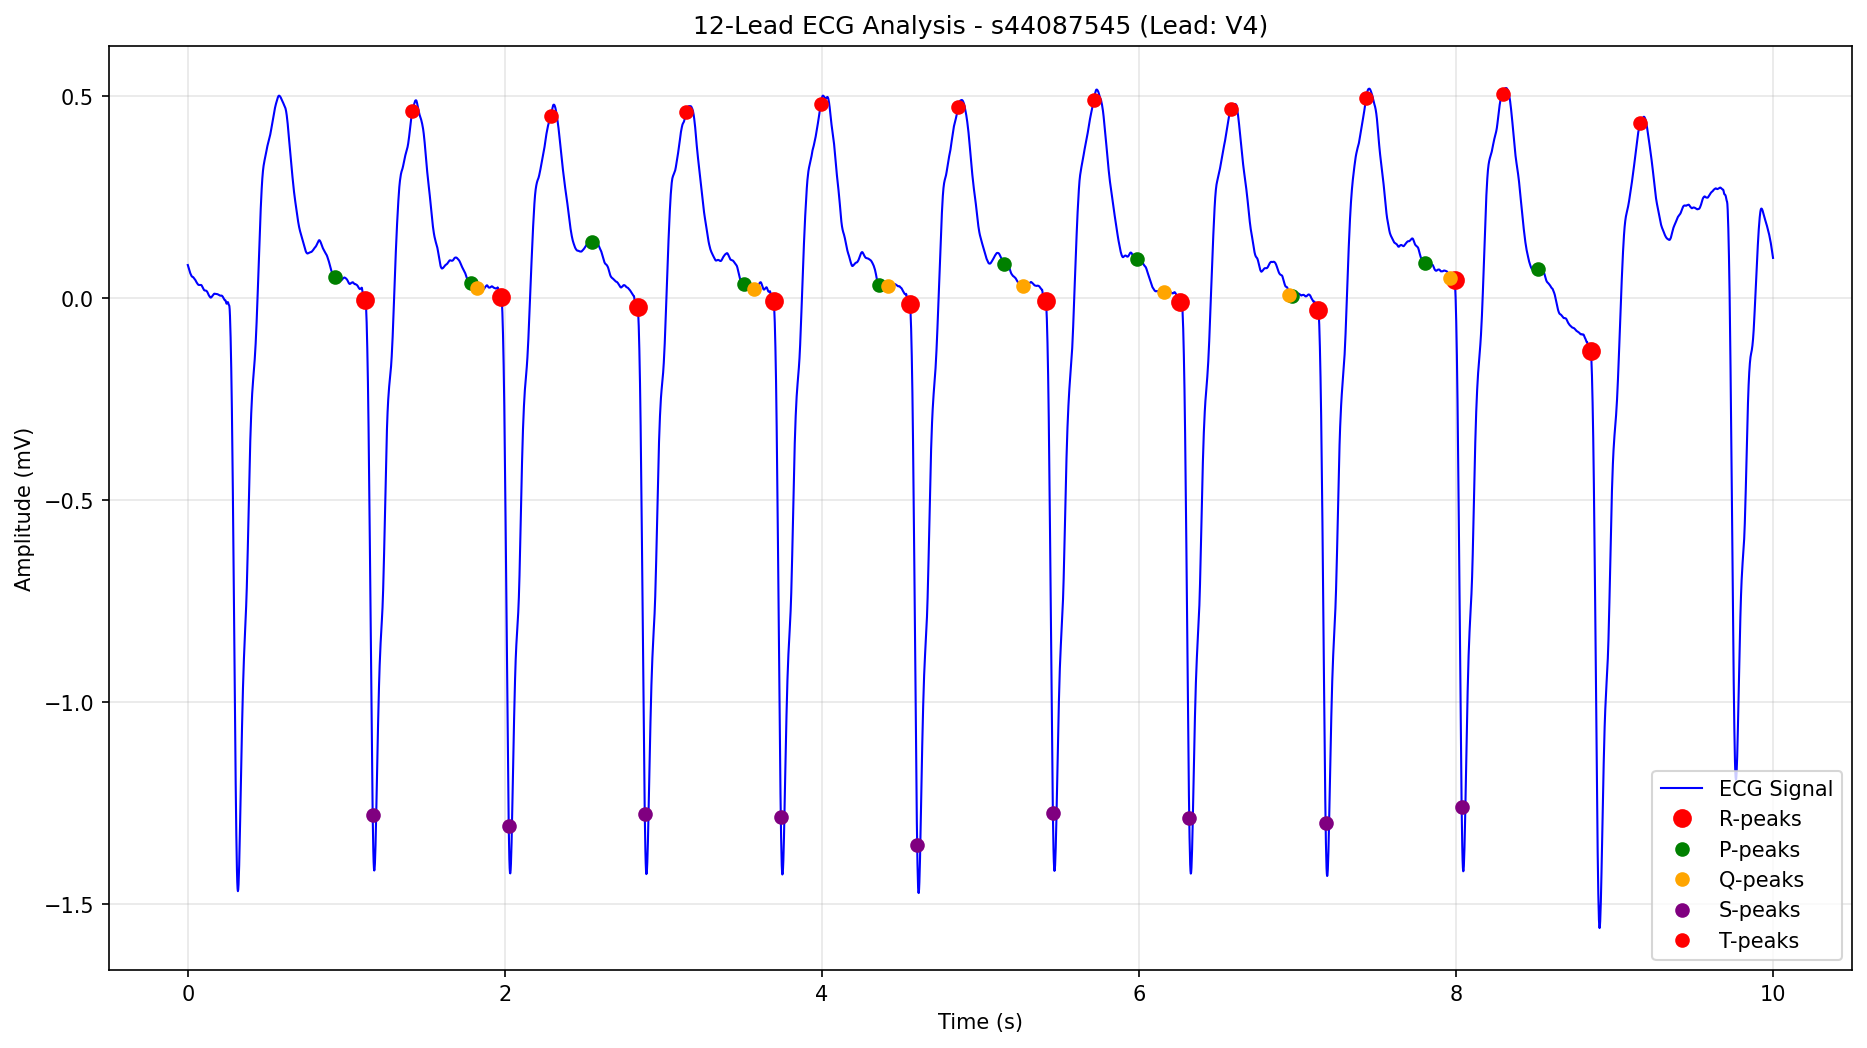 12-Lead ECG Analysis - s44087545 (Lead: V4)
Amplitude (mV)
0.5
0.0
−0.5
−1.0
−1.5
ECG Signal
R-peaks
P-peaks
Q-peaks
S-peaks
T-peaks
0 2 4 6 8 10
Time (s)